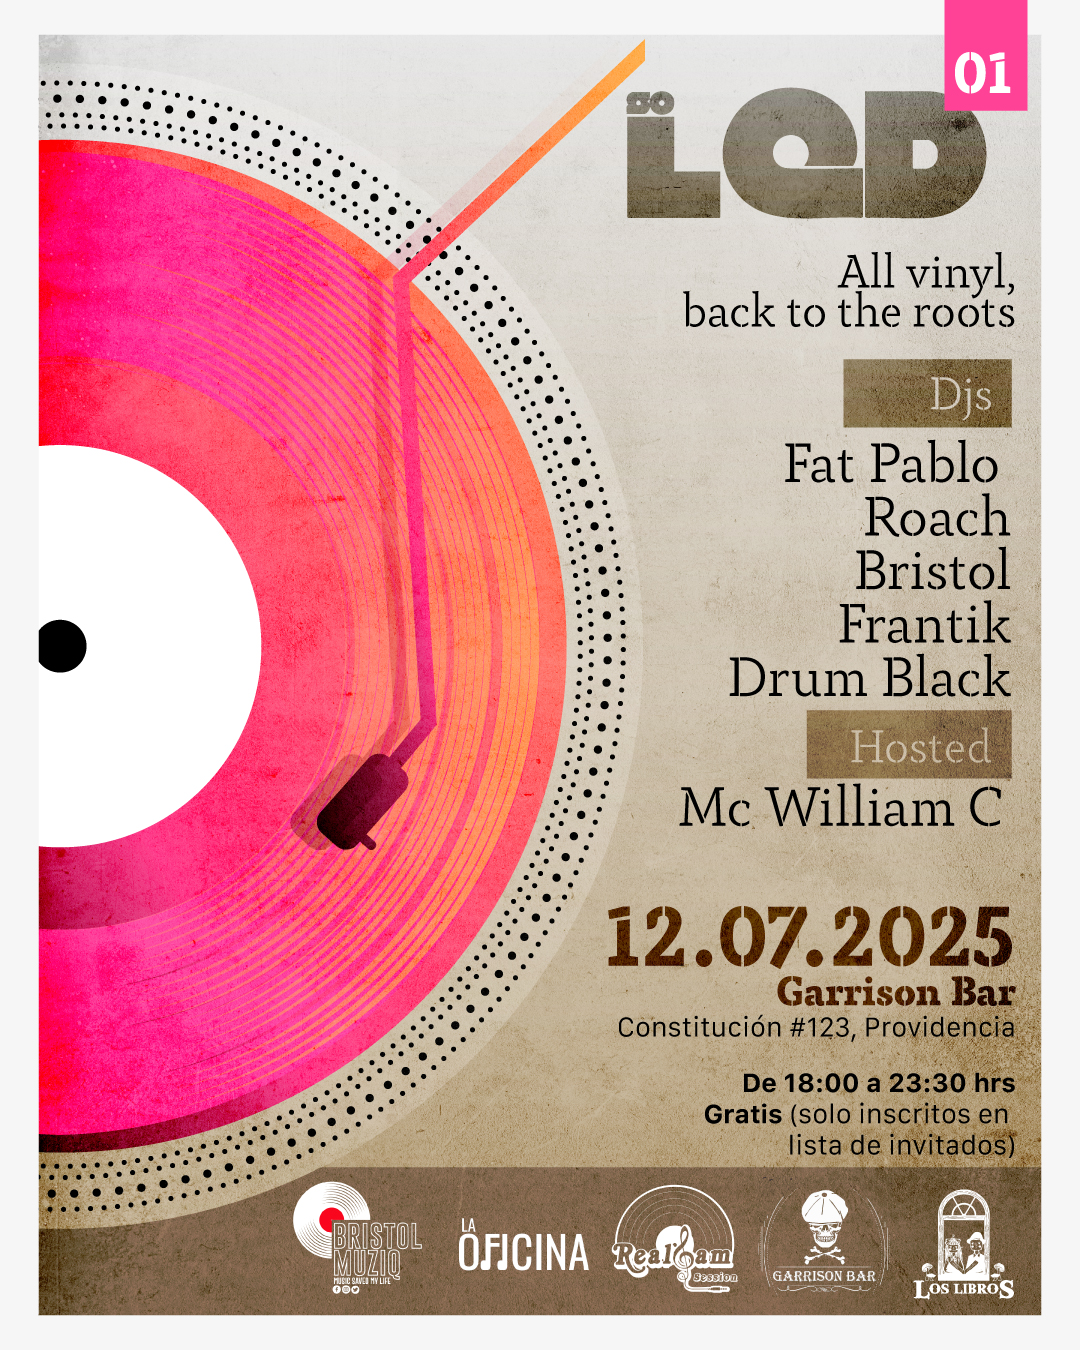 01
go
LED
All vinyl,
back to the roots
Djs
Fat Pablo
Roach
Bristol
Frantik
Drum Black
Hosted
Mc William C
12.07.2025
Garrison Bar
Constitución #123, Providencia
De 18:00 a 23:30 hrs
Gratis (solo inscritos en
lista de invitados)
BRISTOL
MUZIQ
MUSIC SAVED MY LIFE
LA
OFICINA
Real Jam
Session
GARRISON BAR
LOS LIBROS